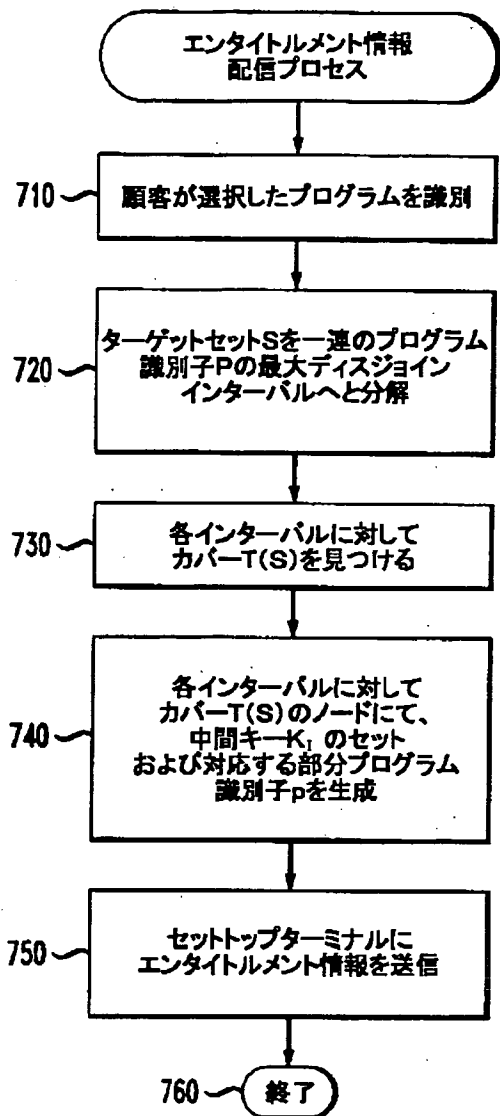 エンタイトルメント情報
配信プロセス
710
顧客が選択したプログラムを識別
720
ターゲットセットSを一連のプログラム
識別子Pの最大ディスジョイン
インターバルへと分解
730
各インターバルに対して
カバーT(S)を見つける
740
各インターバルに対して
カバーT(S)のノードにて、
中間キーK_I のセット
および対応する部分プログラム
識別子pを生成
750
セットトップターミナルに
エンタイトルメント情報を送信
760
終了